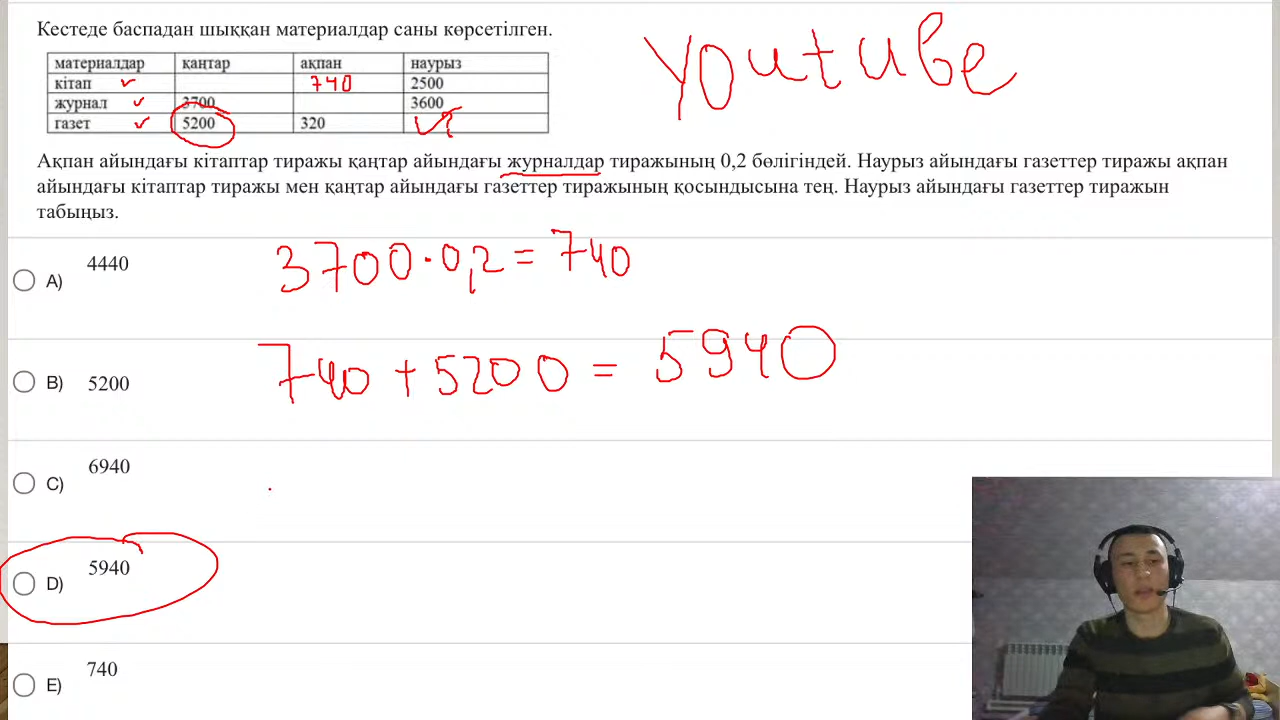 Кестеде баспадан шыққан материалдар саны көрсетілген.
youtube
материалдар қаңтар ақпан наурыз
кітап 740 2500
журнал 3700 3600
газет 5200 320
Ақпан айындағы кітаптар тиражы қаңтар айындағы журналдар тиражының 0,2 бөлігіндей. Наурыз айындағы газеттер тиражы ақпан
айындағы кітаптар тиражы мен қаңтар айындағы газеттер тиражының қосындысына тең. Наурыз айындағы газеттер тиражын
табыңыз.
A) 4440
3700·0,2=740
B) 5200
740+5200=5940
C) 6940
D) 5940
E) 740